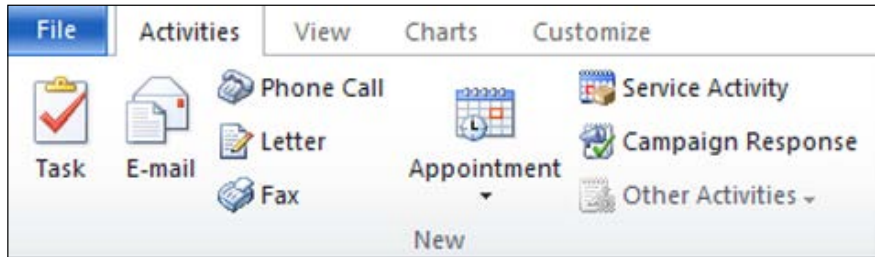 File Activities View Charts Customize
Task
E-mail
Phone Call
Letter
Fax
Appointment
Service Activity
Campaign Response
Other Activities
New